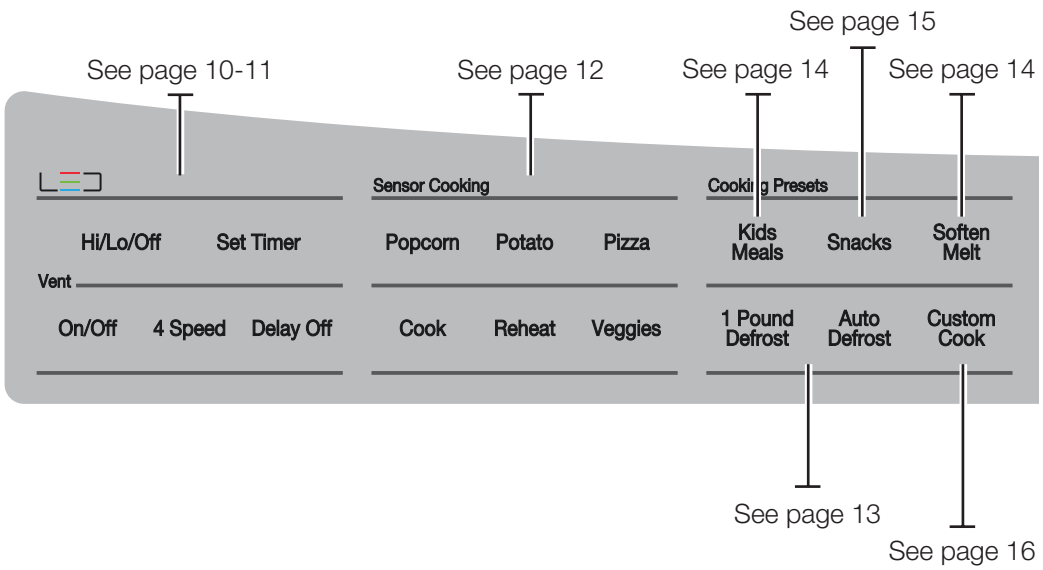 See page 15
See page 10-11
See page 12
See page 14
See page 14
LED
Sensor Cooking
Cooking Presets
Hi/Lo/Off
Set Timer
Popcorn
Potato
Pizza
Kids
Meals
Snacks
Soften
Melt
Vent
On/Off
4 Speed
Delay Off
Cook
Reheat
Veggies
1 Pound
Defrost
Auto
Defrost
Custom
Cook
See page 13
See page 16